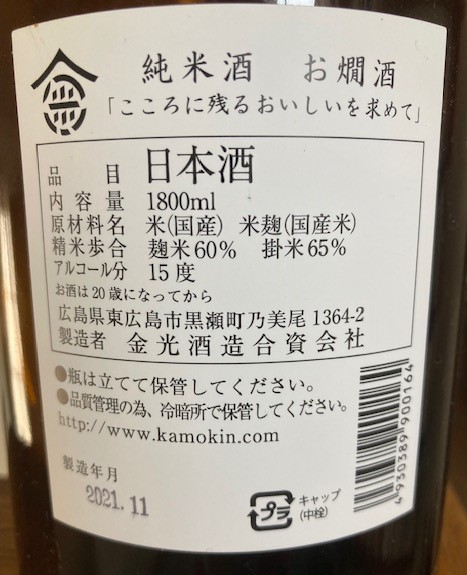 純米酒 お燗酒
「こころに残るおいしいを求めて」
品目 日本酒
内容量 1800ml
原材料名 米(国産) 米麹(国産米)
精米歩合 麹米60% 掛米65%
アルコール分 15度
お酒は20歳になってから
広島県東広島市黒瀬町乃美尾1364-2
製造者 金光酒造合資会社
●瓶は立てて保管してください。
●品質管理の為、冷暗所で保管してください。
http://www.kamokin.com
製造年月
2021.11
プラ
キャップ
(中栓)
4930389900164